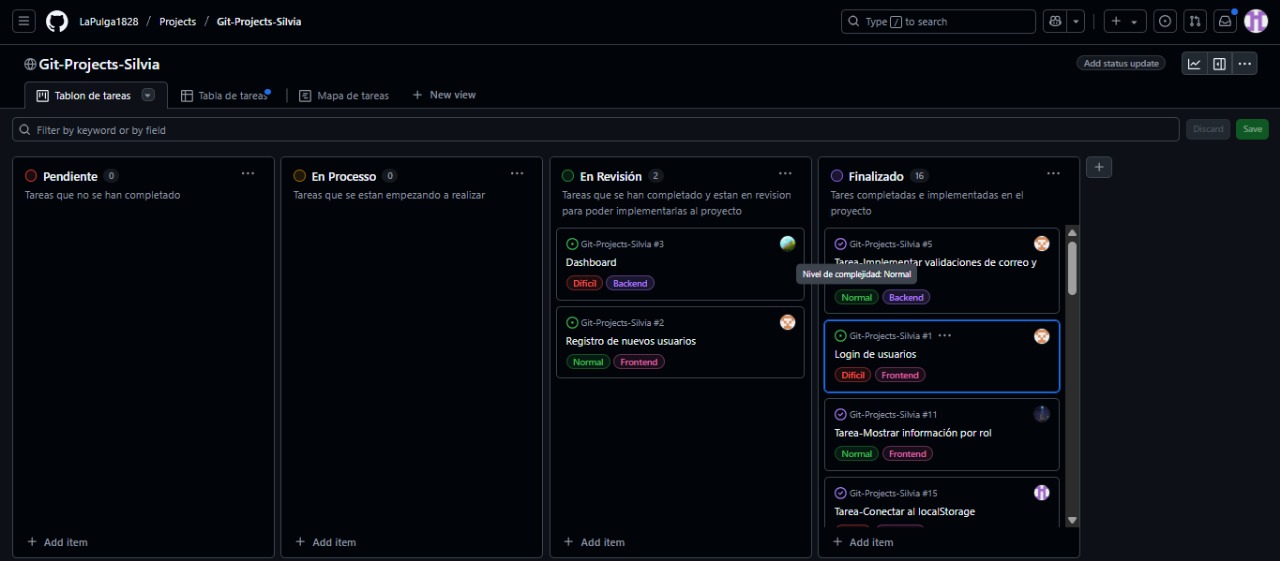 LaPulga1828 / Projects / Git-Projects-Silvia
Type / to search
Git-Projects-Silvia
Add status update
Tablon de tareas
Tabla de tareas
Mapa de tareas
+ New view
Filter by keyword or by field
Discard
Save
Pendiente 0
Tareas que no se han completado
+ Add item
En Processo 0
Tareas que se estan empezando a realizar
+ Add item
En Revisión 2
Tareas que se han completado y estan en revision
para poder implementarlas al proyecto
Git-Projects-Silvia #3
Dashboard
Difícil Backend
Git-Projects-Silvia #2
Registro de nuevos usuarios
Normal Frontend
+ Add item
Finalizado 16
Tares completadas e implementadas en el
proyecto
Git-Projects-Silvia #5
Tarea-Implementar validaciones de correo y
Nivel de complejidad: Normal
Normal Backend
Git-Projects-Silvia #1
Login de usuarios
Difícil Frontend
Git-Projects-Silvia #11
Tarea-Mostrar información por rol
Normal Frontend
Git-Projects-Silvia #15
Tarea-Conectar al localStorage
+ Add item